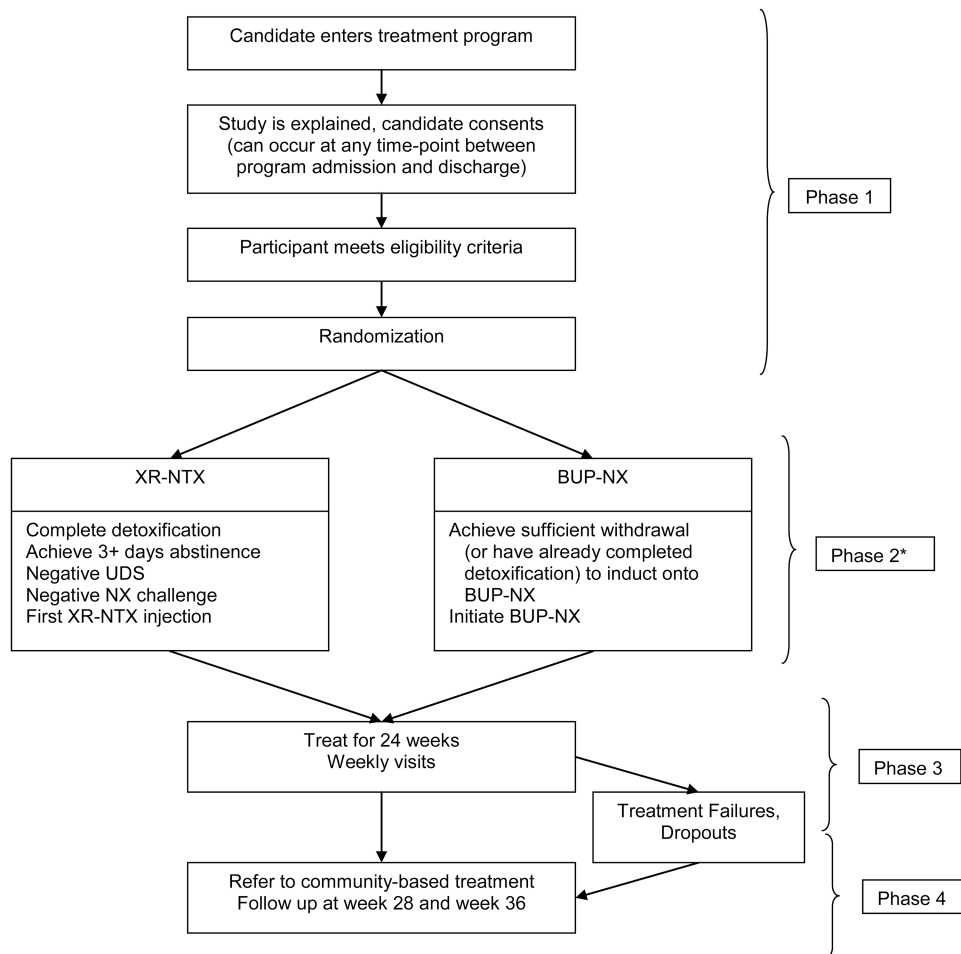 Candidate enters treatment program
Study is explained, candidate consents
(can occur at any time-point between
program admission and discharge)
Phase 1
Participant meets eligibility criteria
Randomization
XR-NTX
Complete detoxification
Achieve 3+ days abstinence
Negative UDS
Negative NX challenge
First XR-NTX injection
BUP-NX
Achieve sufficient withdrawal
(or have already completed
detoxification) to induct onto
BUP-NX
Initiate BUP-NX
Phase 2*
Treat for 24 weeks
Weekly visits
Phase 3
Treatment Failures,
Dropouts
Refer to community-based treatment
Follow up at week 28 and week 36
Phase 4